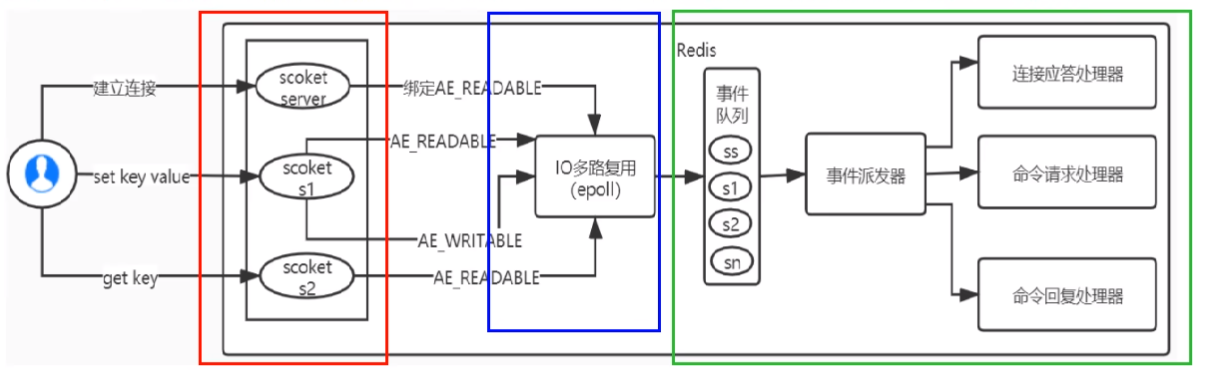 Redis
建立连接
scoket
server
绑定AE_READABLE
事件
队列
连接应答处理器
AE_READABLE
set key value
scoket
s1
IO多路复用
(epoll)
ss
s1
s2
sn
事件派发器
命令请求处理器
AE_WRITABLE
get key
scoket
s2
AE_READABLE
命令回复处理器